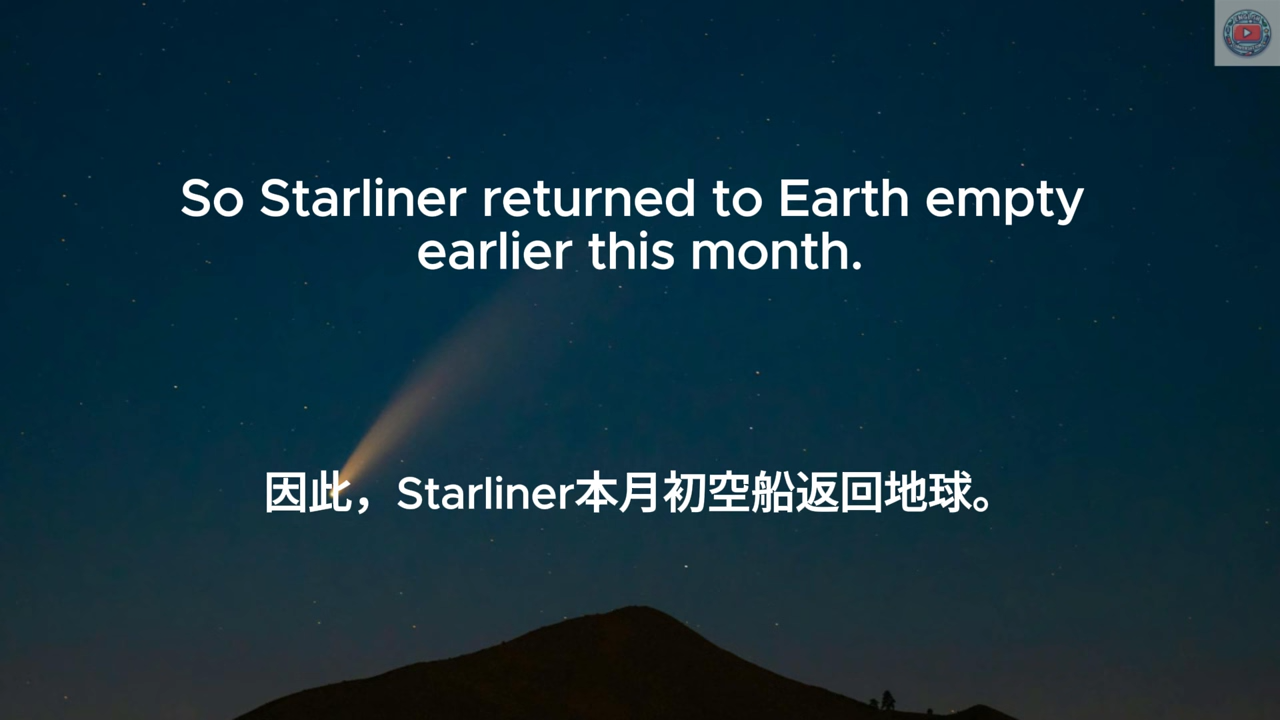 So Starliner returned to Earth empty
earlier this month.
因此，Starliner本月初空船返回地球。